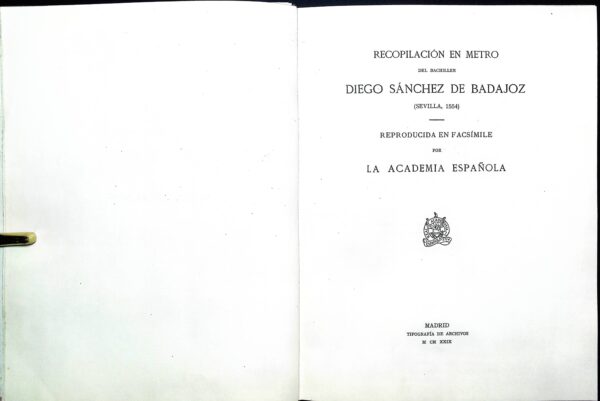 RECOPILACIÓN EN METRO
DEL BACHILLER
DIEGO SÁNCHEZ DE BADAJOZ
(SEVILLA, 1554)
REPRODUCIDA EN FACSÍMILE
POR
LA ACADEMIA ESPAÑOLA
MADRID
TIPOGRAFÍA DE ARCHIVOS
M CM XXIX